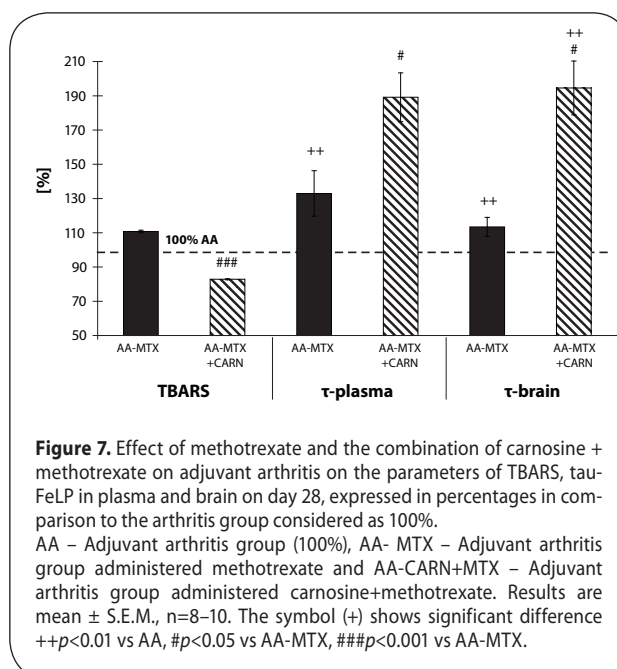 ++
#
#
210
190
170
150
130
110
90
70
50
[%]
++
++
100% AA
###
AA-MTX
AA-MTX
+CARN
AA-MTX
AA-MTX
+CARN
AA-MTX
AA-MTX
+CARN
TBARS
τ-plasma
τ-brain
Figure 7. Effect of methotrexate and the combination of carnosine +
methotrexate on adjuvant arthritis on the parameters of TBARS, tau-
FeLP in plasma and brain on day 28, expressed in percentages in com-
parison to the arthritis group considered as 100%.
AA – Adjuvant arthritis group (100%), AA- MTX – Adjuvant arthritis
group administered methotrexate and AA-CARN+MTX – Adjuvant
arthritis group administered carnosine+methotrexate. Results are
mean ± S.E.M., n=8–10. The symbol (+) shows significant difference
++p<0.01 vs AA, #p<0.05 vs AA-MTX, ###p<0.001 vs AA-MTX.